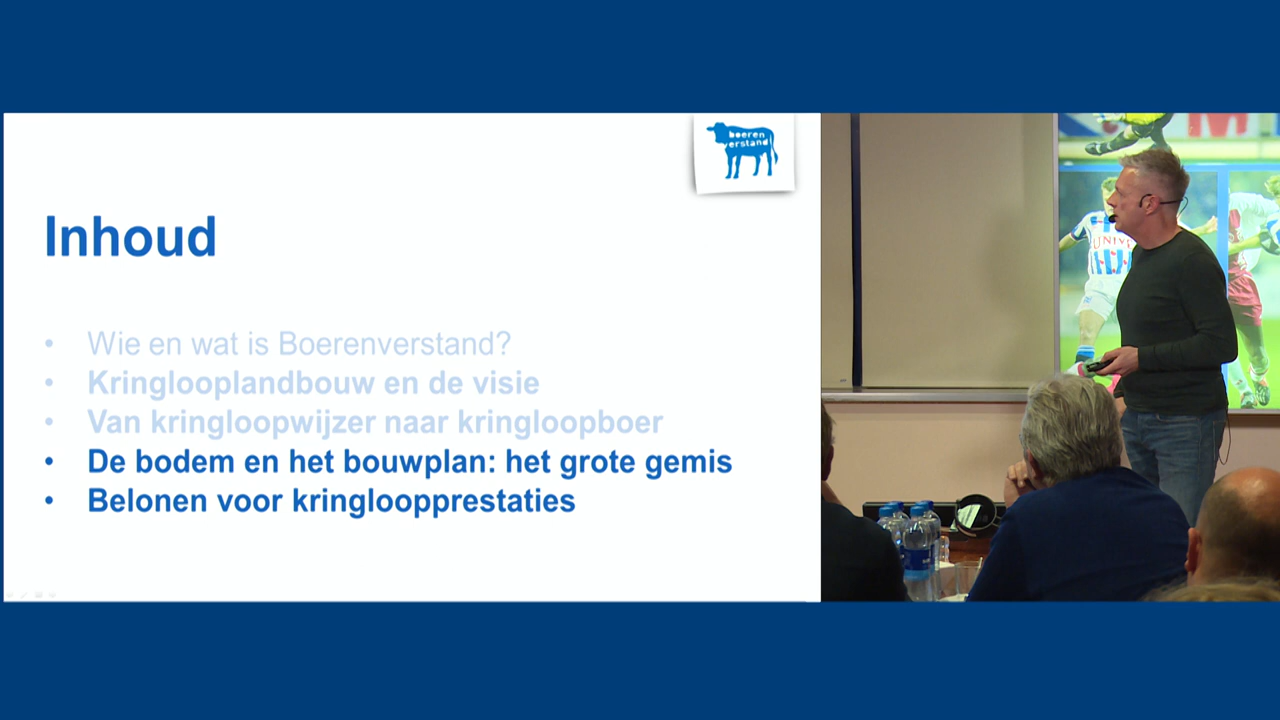 boeren
verstand
Inhoud
• Wie en wat is Boerenverstand?
• Kringlooplandbouw en de visie
• Van kringloopwijzer naar kringloopboer
• De bodem en het bouwplan: het grote gemis
• Belonen voor kringloopprestaties
UNIVÉ